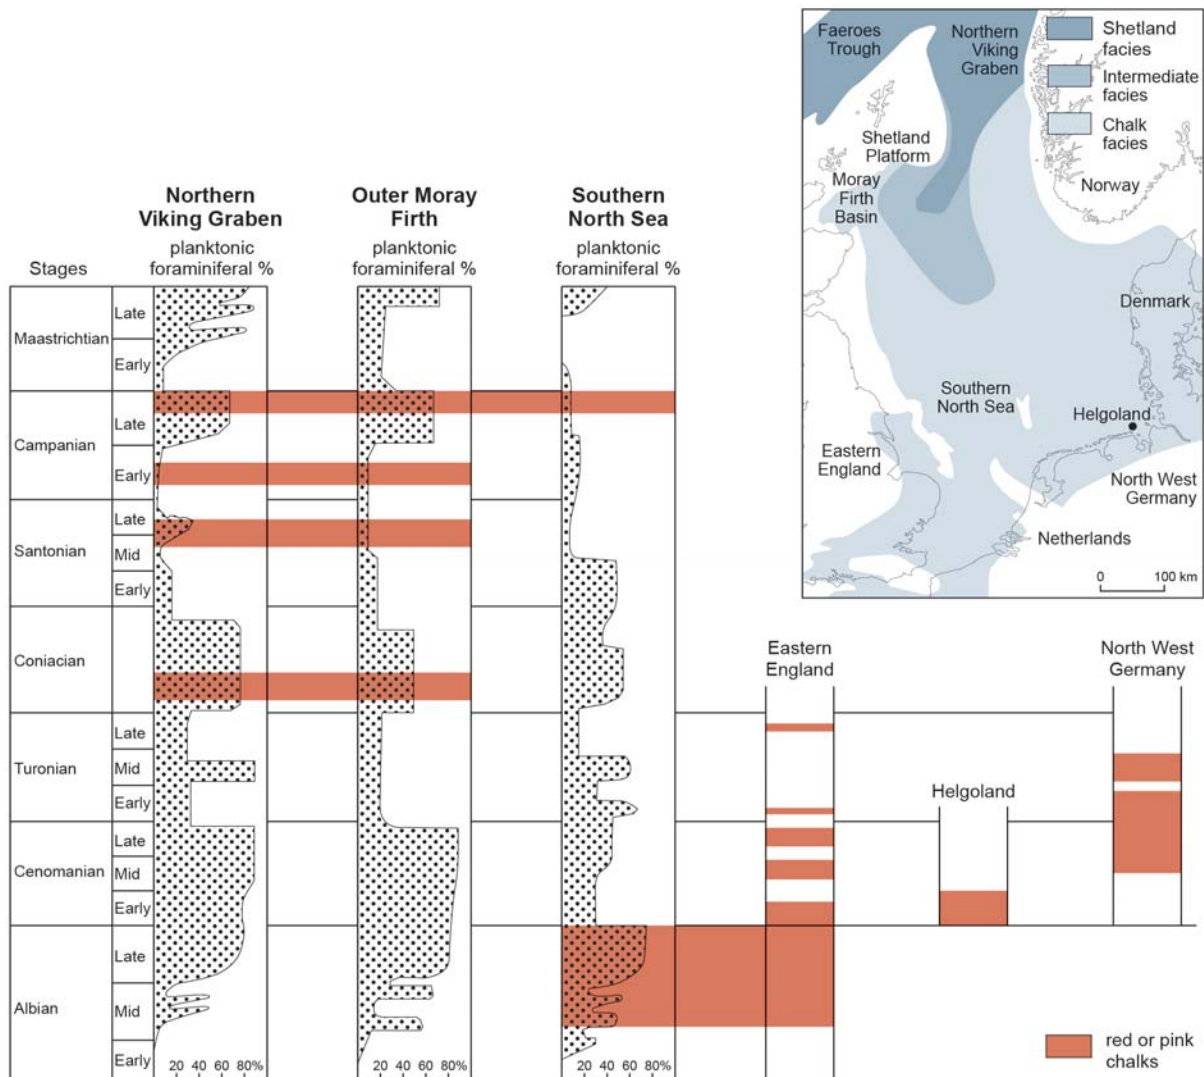 Faeroes
Trough
Northern
Viking
Graben
Shetland
facies
Intermediate
facies
Chalk
facies
Shetland
Platform
Moray
Firth
Basin
Norway
Denmark
Southern
North Sea
Helgoland
Eastern
England
North West
Germany
Netherlands
0 100 km
Northern
Viking Graben
planktonic
foraminiferal %
Outer Moray
Firth
planktonic
foraminiferal %
Southern
North Sea
planktonic
foraminiferal %
Stages
Maastrichtian
Late
Early
Campanian
Late
Early
Santonian
Late
Mid
Early
Coniacian
Turonian
Late
Mid
Early
Cenomanian
Late
Mid
Early
Albian
Late
Mid
Early
20 40 60 80%
20 40 60 80%
20 40 60 80%
Eastern
England
Helgoland
North West
Germany
red or pink
chalks